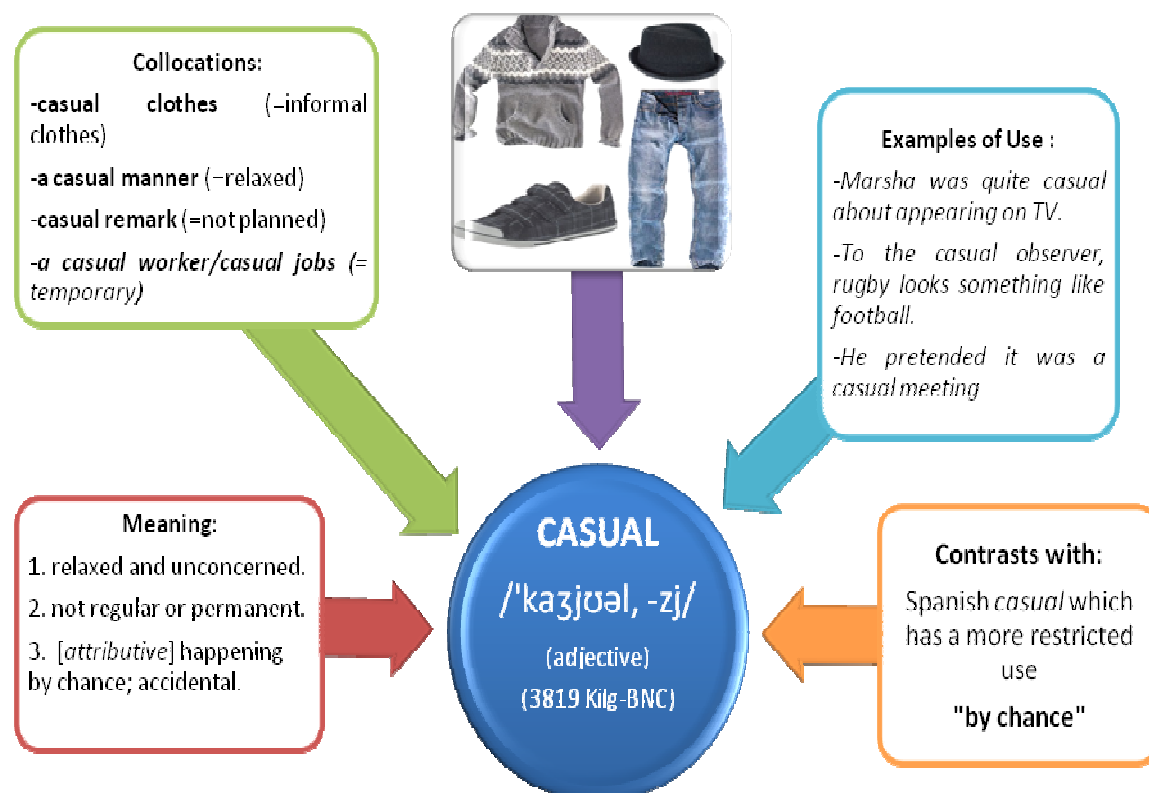 Collocations:
-casual clothes (=informal
clothes)
-a casual manner (=relaxed)
-casual remark (=not planned)
-a casual worker/casual jobs (=
temporary)
Examples of Use :
-Marsha was quite casual
about appearing on TV.
-To the casual observer,
rugby looks something like
football.
-He pretended it was a
casual meeting
Meaning:
1. relaxed and unconcerned.
2. not regular or permanent.
3. [attributive] happening
by chance; accidental.
CASUAL
/ˈkaʒjʊəl, -zj/
(adjective)
(3819 Kilg-BNC)
Contrasts with:
Spanish casual which
has a more restricted
use
"by chance"